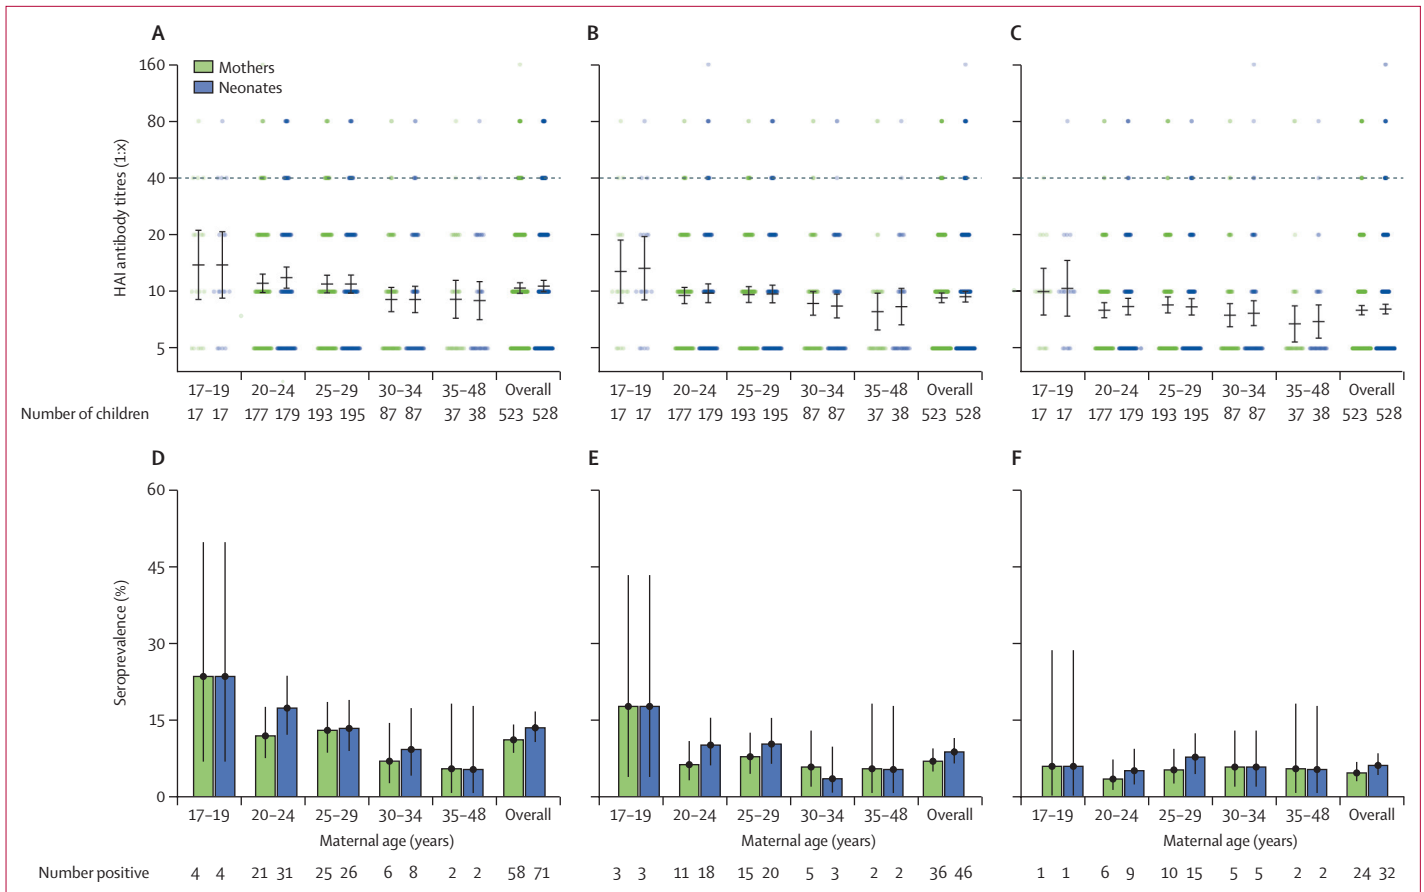 A B C
160
80
40
20
10
5
HAI antibody titres (1:x)
Mothers
Neonates
17–19 20–24 25–29 30–34 35–48 Overall 17–19 20–24 25–29 30–34 35–48 Overall 17–19 20–24 25–29 30–34 35–48 Overall
Number of children 17 17 177 179 193 195 87 87 37 38 523 528 17 17 177 179 193 195 87 87 37 38 523 528 17 17 177 179 193 195 87 87 37 38 523 528
D E F
60
45
30
15
0
Seroprevalence (%)
17–19 20–24 25–29 30–34 35–48 Overall 17–19 20–24 25–29 30–34 35–48 Overall 17–19 20–24 25–29 30–34 35–48 Overall
Maternal age (years) Maternal age (years) Maternal age (years)
Number positive 4 4 21 31 25 26 6 8 2 2 58 71 3 3 11 18 15 20 5 3 2 2 36 46 1 1 6 9 10 15 5 5 2 2 24 32